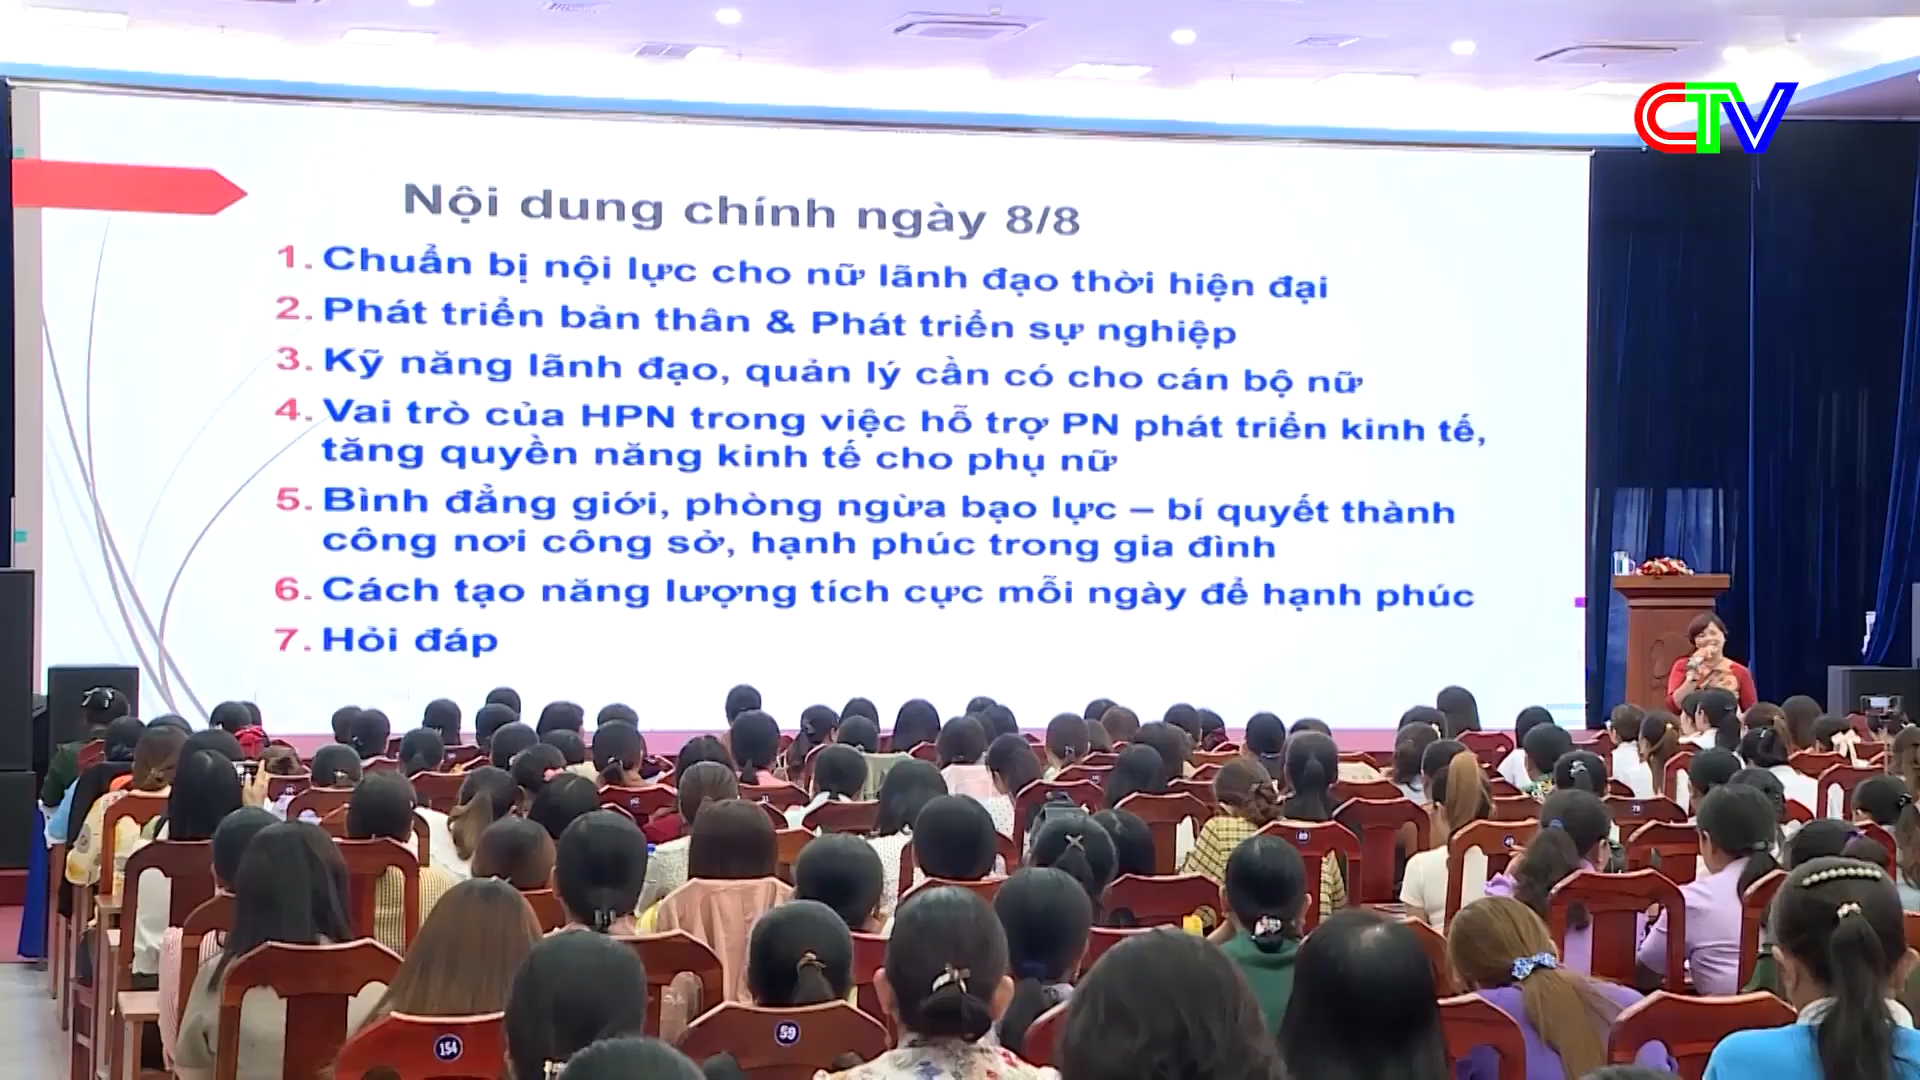 CTV
Nội dung chính ngày 8/8
1. Chuẩn bị nội lực cho nữ lãnh đạo thời hiện đại
2. Phát triển bản thân & Phát triển sự nghiệp
3. Kỹ năng lãnh đạo, quản lý cần có cho cán bộ nữ
4. Vai trò của HPN trong việc hỗ trợ PN phát triển kinh tế,
tăng quyền năng kinh tế cho phụ nữ
5. Bình đẳng giới, phòng ngừa bạo lực – bí quyết thành
công nơi công sở, hạnh phúc trong gia đình
6. Cách tạo năng lượng tích cực mỗi ngày để hạnh phúc
7. Hỏi đáp
154
59